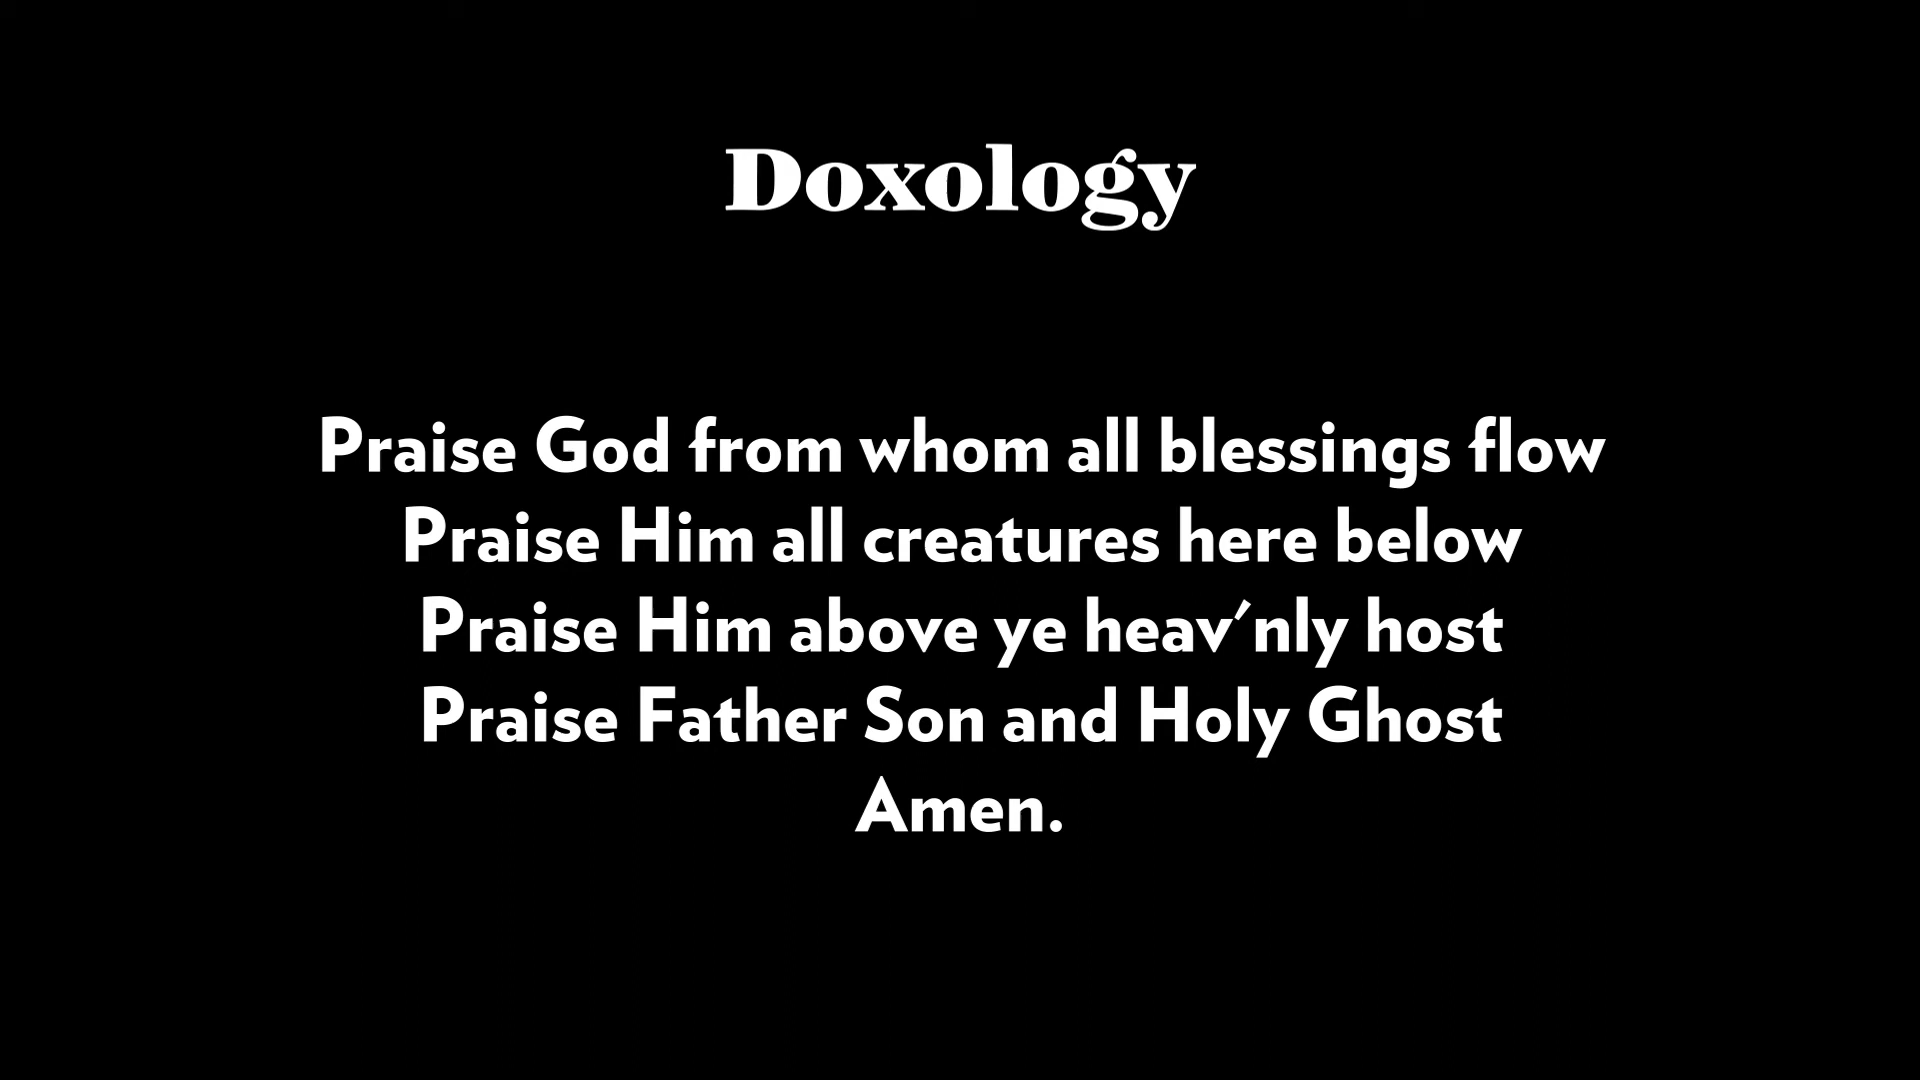 Doxology
Praise God from whom all blessings flow
Praise Him all creatures here below
Praise Him above ye heav'nly host
Praise Father Son and Holy Ghost
Amen.